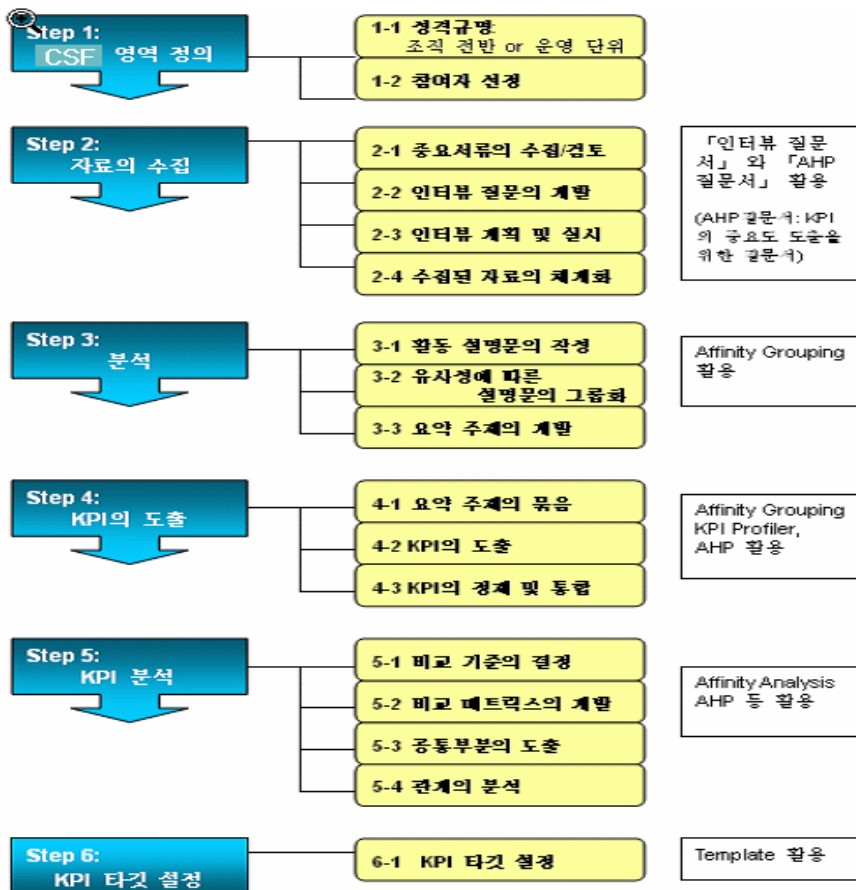 Step 1:
CSF 영역 정의
1-1 성격규명:
조직 전반 or 운영 단위
1-2 참여자 선정
Step 2:
자료의 수집
2-1 중요서류의 수집/검토
2-2 인터뷰 질문의 개발
2-3 인터뷰 계획 및 실시
2-4 수집된 자료의 체계화
「인터뷰 질문
서」 와 「AHP
질문서」 활용
(AHP질문서: KPI
의 중요도 도출을
위한 질문서)
Step 3:
분석
3-1 활동 설명문의 작성
3-2 유사성에 따른
설명문의 그룹화
3-3 요약 주제의 개발
Affinity Grouping
활용
Step 4:
KPI의 도출
4-1 요약 주제의 묶음
4-2 KPI의 도출
4-3 KPI의 정제 및 통합
Affinity Grouping
KPI Profiler,
AHP 활용
Step 5:
KPI 분석
5-1 비교 기준의 결정
5-2 비교 매트릭스의 개발
5-3 공통부분의 도출
5-4 관계의 분석
Affinity Analysis
AHP 등 활용
Step 6:
KPI 타깃 설정
6-1 KPI 타깃 설정
Template 활용